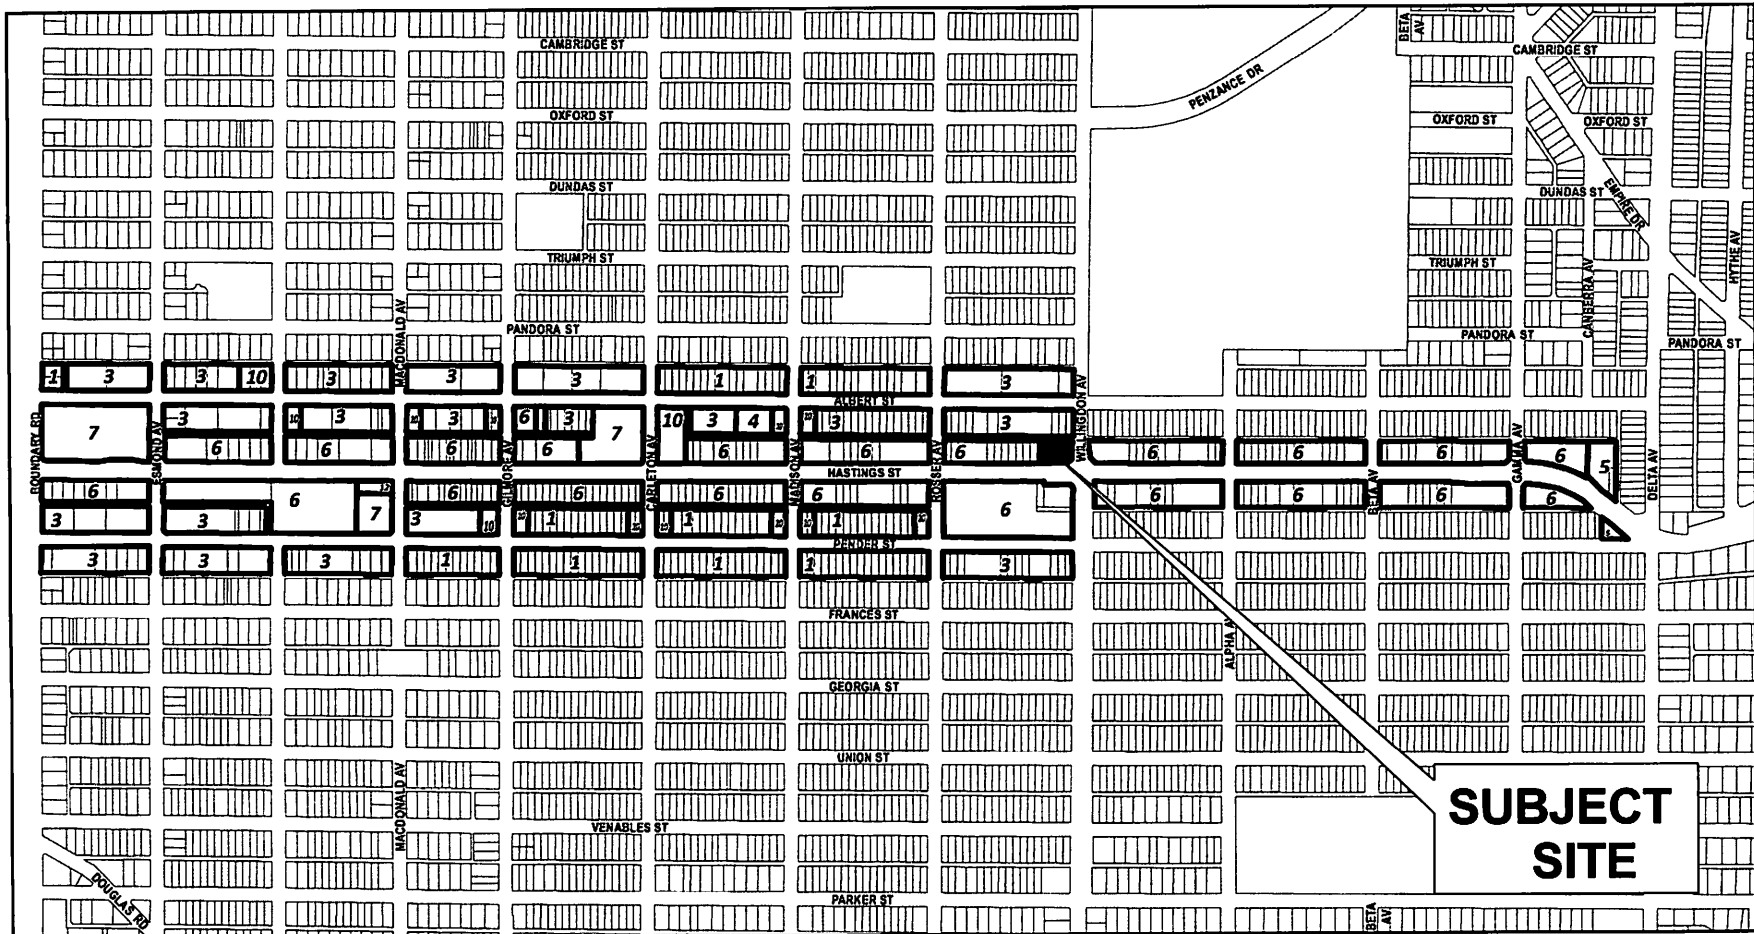 BETA
AV
CAMBRIDGE ST
CAMBRIDGE ST
PENZANCE DR
OXFORD ST
OXFORD ST
OXFORD ST
DUNDAS ST
DUNDAS ST
EMPIRE DR
TRIUMPH ST
TRIUMPH ST
CANBERRA AV
HYTHE AV
MACDONALD AV
PANDORA ST
PANDORA ST
PANDORA ST
1 3 3 10 3 3 3 1 1 3
ALBERT ST
WILLINGDON AV
7 3 10 3 3 6 3 7 10 3 4 3 3
BOUNDARY RD
ESMOND AV
GILMORE AV
CARLETON AV
MADISON AV
ROSSER AV
GAMMA AV
DELTA AV
6 6 6 6 6 6 6 6 6 6 6 5
HASTINGS ST
BETA AV
6 6 6 6 6 6 6 6 6 6 6
3 3 7 3 10 1 1 1
PENDER ST
3 3 3 1 1 1 1 3
FRANCES ST
ALPHA AV
GEORGIA ST
UNION ST
MACDONALD AV
VENABLES ST
SUBJECT
SITE
DOUGLAS RD
PARKER ST
BETA
AV